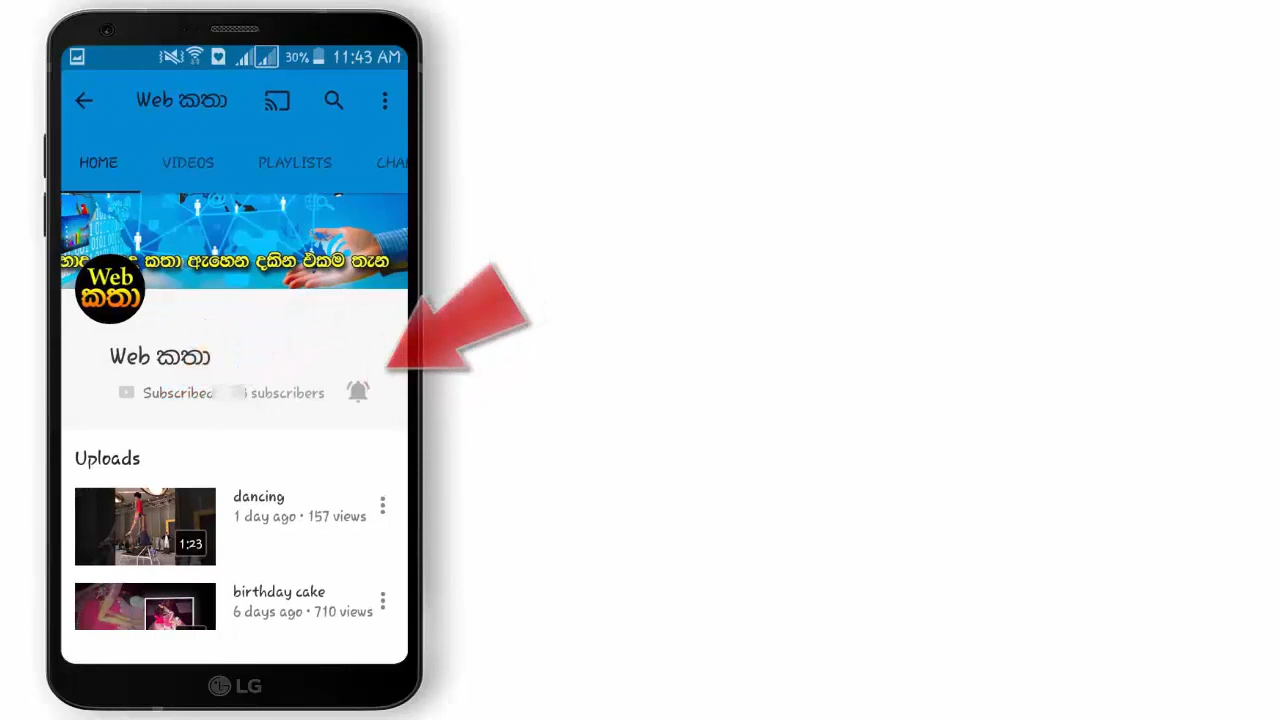 30% 11:43 AM
Web කතා
HOME VIDEOS PLAYLISTS CHA
කතා ඇහෙන දකින එකම තැන
Web
කතා
Web කතා
Subscribed subscribers
Uploads
dancing
1 day ago • 157 views
1:23
birthday cake
6 days ago • 710 views
LG